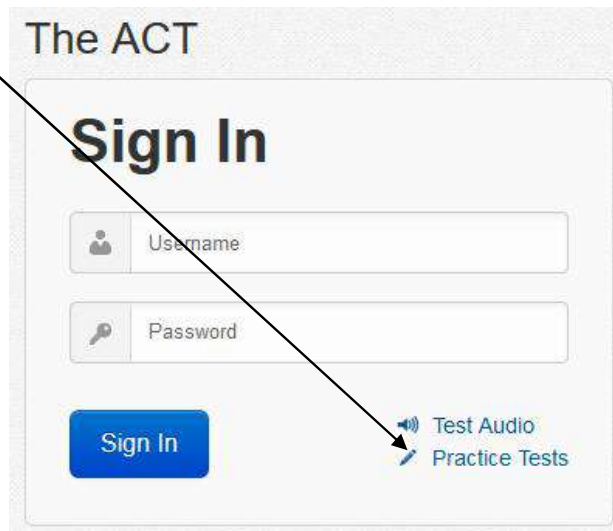 The ACT
Sign In
Username
Password
Sign In
Test Audio
Practice Tests